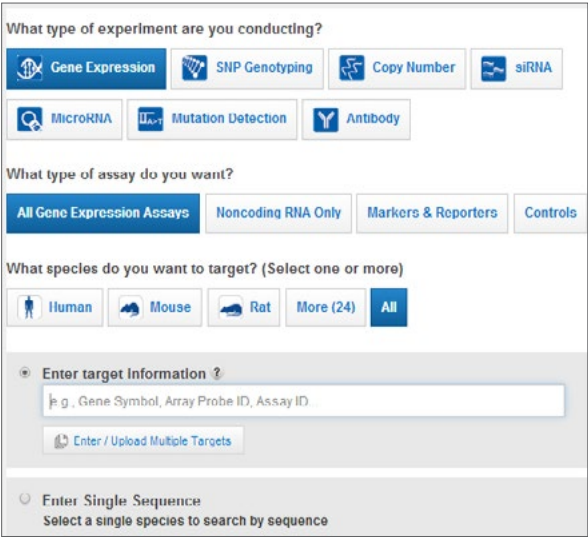 What type of experiment are you conducting?
Gene Expression SNP Genotyping Copy Number siRNA
MicroRNA Mutation Detection Antibody
What type of assay do you want?
All Gene Expression Assays Noncoding RNA Only Markers & Reporters Controls
What species do you want to target? (Select one or more)
Human Mouse Rat More (24) All
Enter target Information ?
e.g., Gene Symbol, Array Probe ID, Assay ID...
Enter / Upload Multiple Targets
Enter Single Sequence
Select a single species to search by sequence